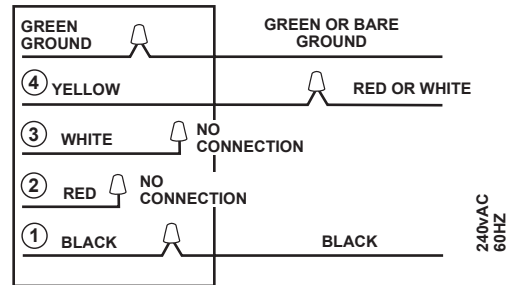 GREEN
GROUND
GREEN OR BARE
GROUND
4 YELLOW
RED OR WHITE
3 WHITE
NO
CONNECTION
2 RED
NO
CONNECTION
1 BLACK
BLACK
240vAC
60HZ